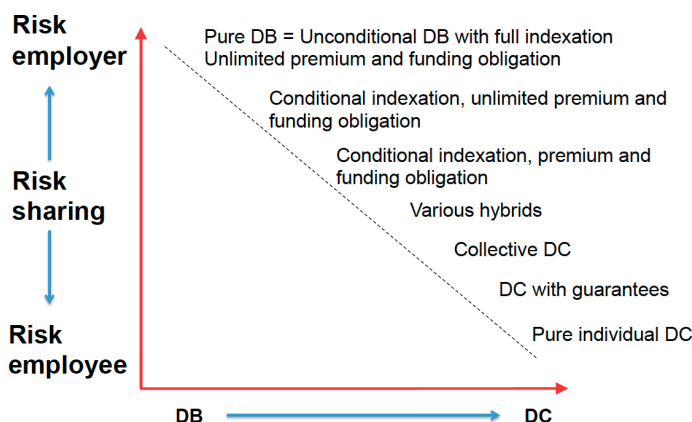 Risk
employer
Risk
sharing
Risk
employee
Pure DB = Unconditional DB with full indexation
Unlimited premium and funding obligation
Conditional indexation, unlimited premium and
funding obligation
Conditional indexation, premium and
funding obligation
Various hybrids
Collective DC
DC with guarantees
Pure individual DC
DB
DC